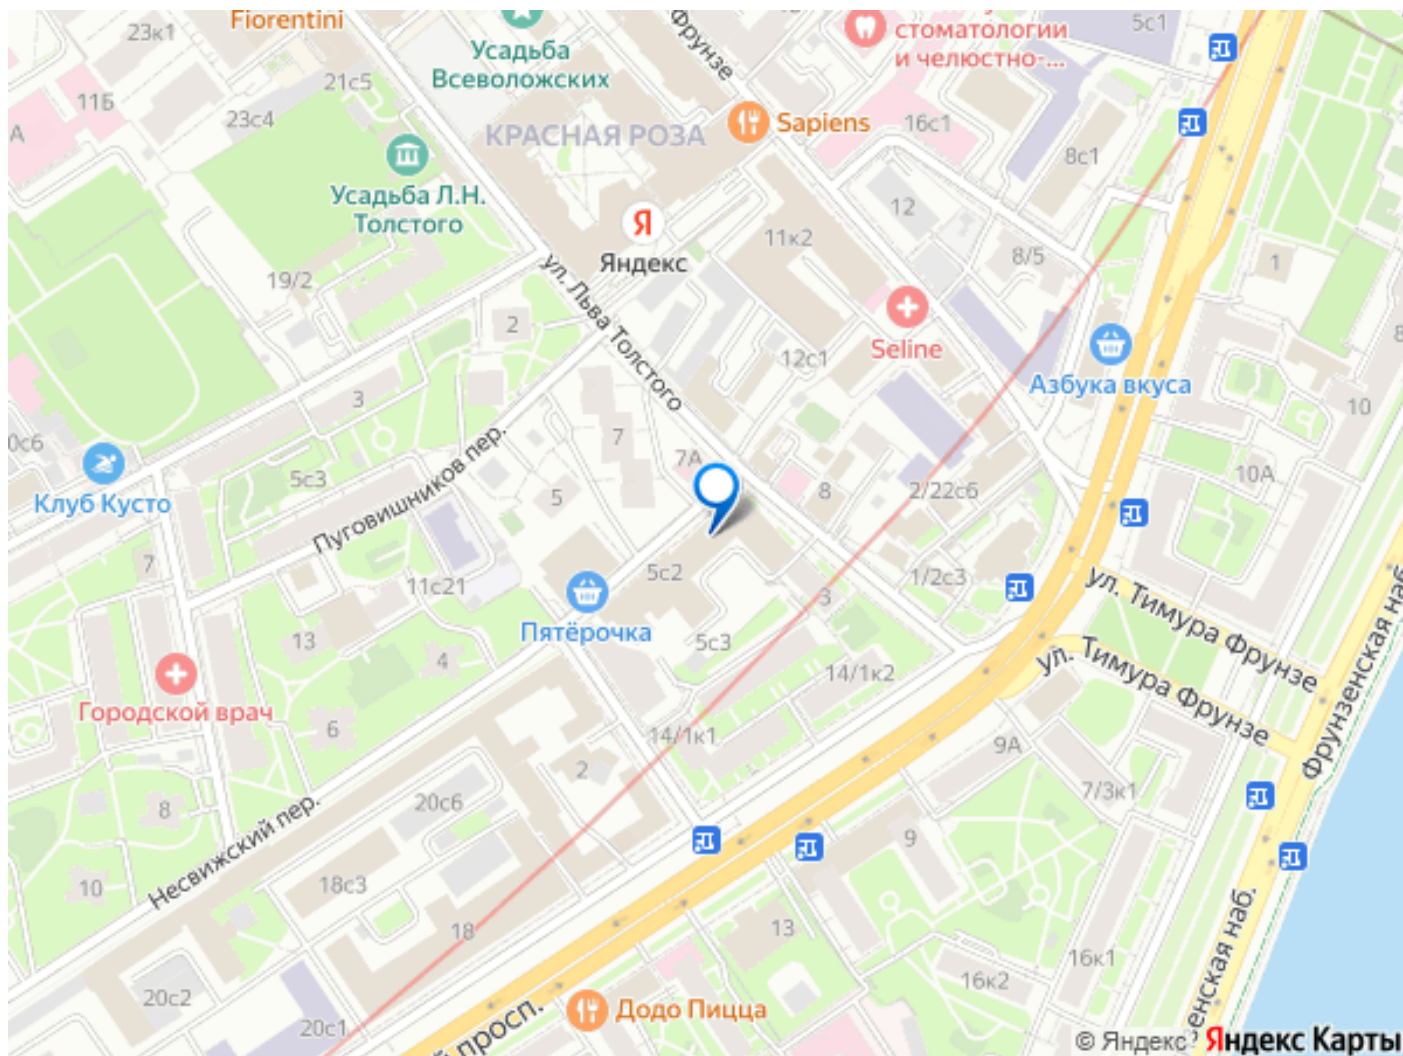 Fiorentini
23к1
Усадьба
Всеволожских
Фрунзе
стоматологии
и челюстно-...
5с1
21с5
11Б
23с4
А
КРАСНАЯ РОЗА
Sapiens
16с1
8с1
Усадьба Л.Н.
Толстого
12
11к2
8/5
1
Яндекс
19/2
ул. Льва Толстого
2
Seline
12с1
Азбука вкуса
8
3
10
7
7А
Пуговишников пер.
0с6
5с3
Клуб Кусто
5
8
2/22с6
10А
7
11с21
5с2
1/2с3
3
ул. Тимура Фрунзе
Пятёрочка
13
4
5с3
14/1к2
ул. Тимура Фрунзе
Фрунзенская наб.
Городской врач
6
14/1к1
9А
2
7/3к1
20с6
8
Несвижский пер.
9
10
18с3
18
13
16к1
16к2
20с2
20с1
Додо Пицца
й просп.
зенская наб.
© Яндекс
Яндекс Карты